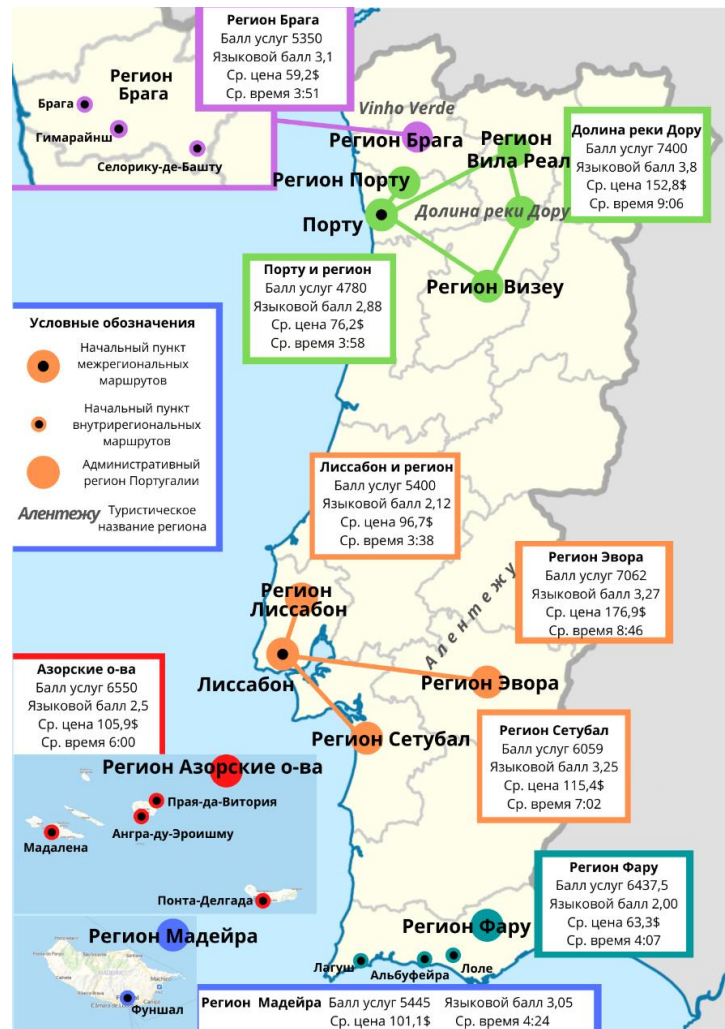 Регион Брага
Балл услуг 5350
Языковой балл 3,1
Ср. цена 59,2$
Ср. время 3:51
Регион
Брага
Брага
Гимарайнш
Селорику-де-Башту
Vinho Verde
Регион Брага
Регион
Вила Реал
Долина реки Дору
Балл услуг 7400
Языковой балл 3,8
Ср. цена 152,8$
Ср. время 9:06
Регион Порту
Порту
Долина реки Дору
Порту и регион
Балл услуг 4780
Языковой балл 2,88
Ср. цена 76,2$
Ср. время 3:58
Регион Визеу
Условные обозначения
Начальный пункт
межрегиональных
маршрутов
Начальный пункт
внутрирегиональных
маршрутов
Административный
регион Португалии
Алентежу
Туристическое
название региона
Лиссабон и регион
Балл услуг 5400
Языковой балл 2,12
Ср. цена 96,7$
Ср. время 3:38
Регион
Лиссабон
Лиссабон
Алентежу
Регион Эвора
Балл услуг 7062
Языковой балл 3,27
Ср. цена 176,9$
Ср. время 8:46
Регион Эвора
Регион Сетубал
Регион Сетубал
Балл услуг 6059
Языковой балл 3,25
Ср. цена 115,4$
Ср. время 7:02
Азорские о-ва
Балл услуг 6550
Языковой балл 2,5
Ср. цена 105,9$
Ср. время 6:00
Регион Азорские о-ва
Прая-да-Витория
Ангра-ду-Эроишму
Мадалена
Понта-Делгада
Регион Фару
Балл услуг 6437,5
Языковой балл 2,00
Ср. цена 63,3$
Ср. время 4:07
Регион Фару
Лагуш
Альбуфейра
Лоле
Регион Мадейра
Фуншал
Регион Мадейра Балл услуг 5445 Языковой балл 3,05
Ср. цена 101,1$ Ср. время 4:24